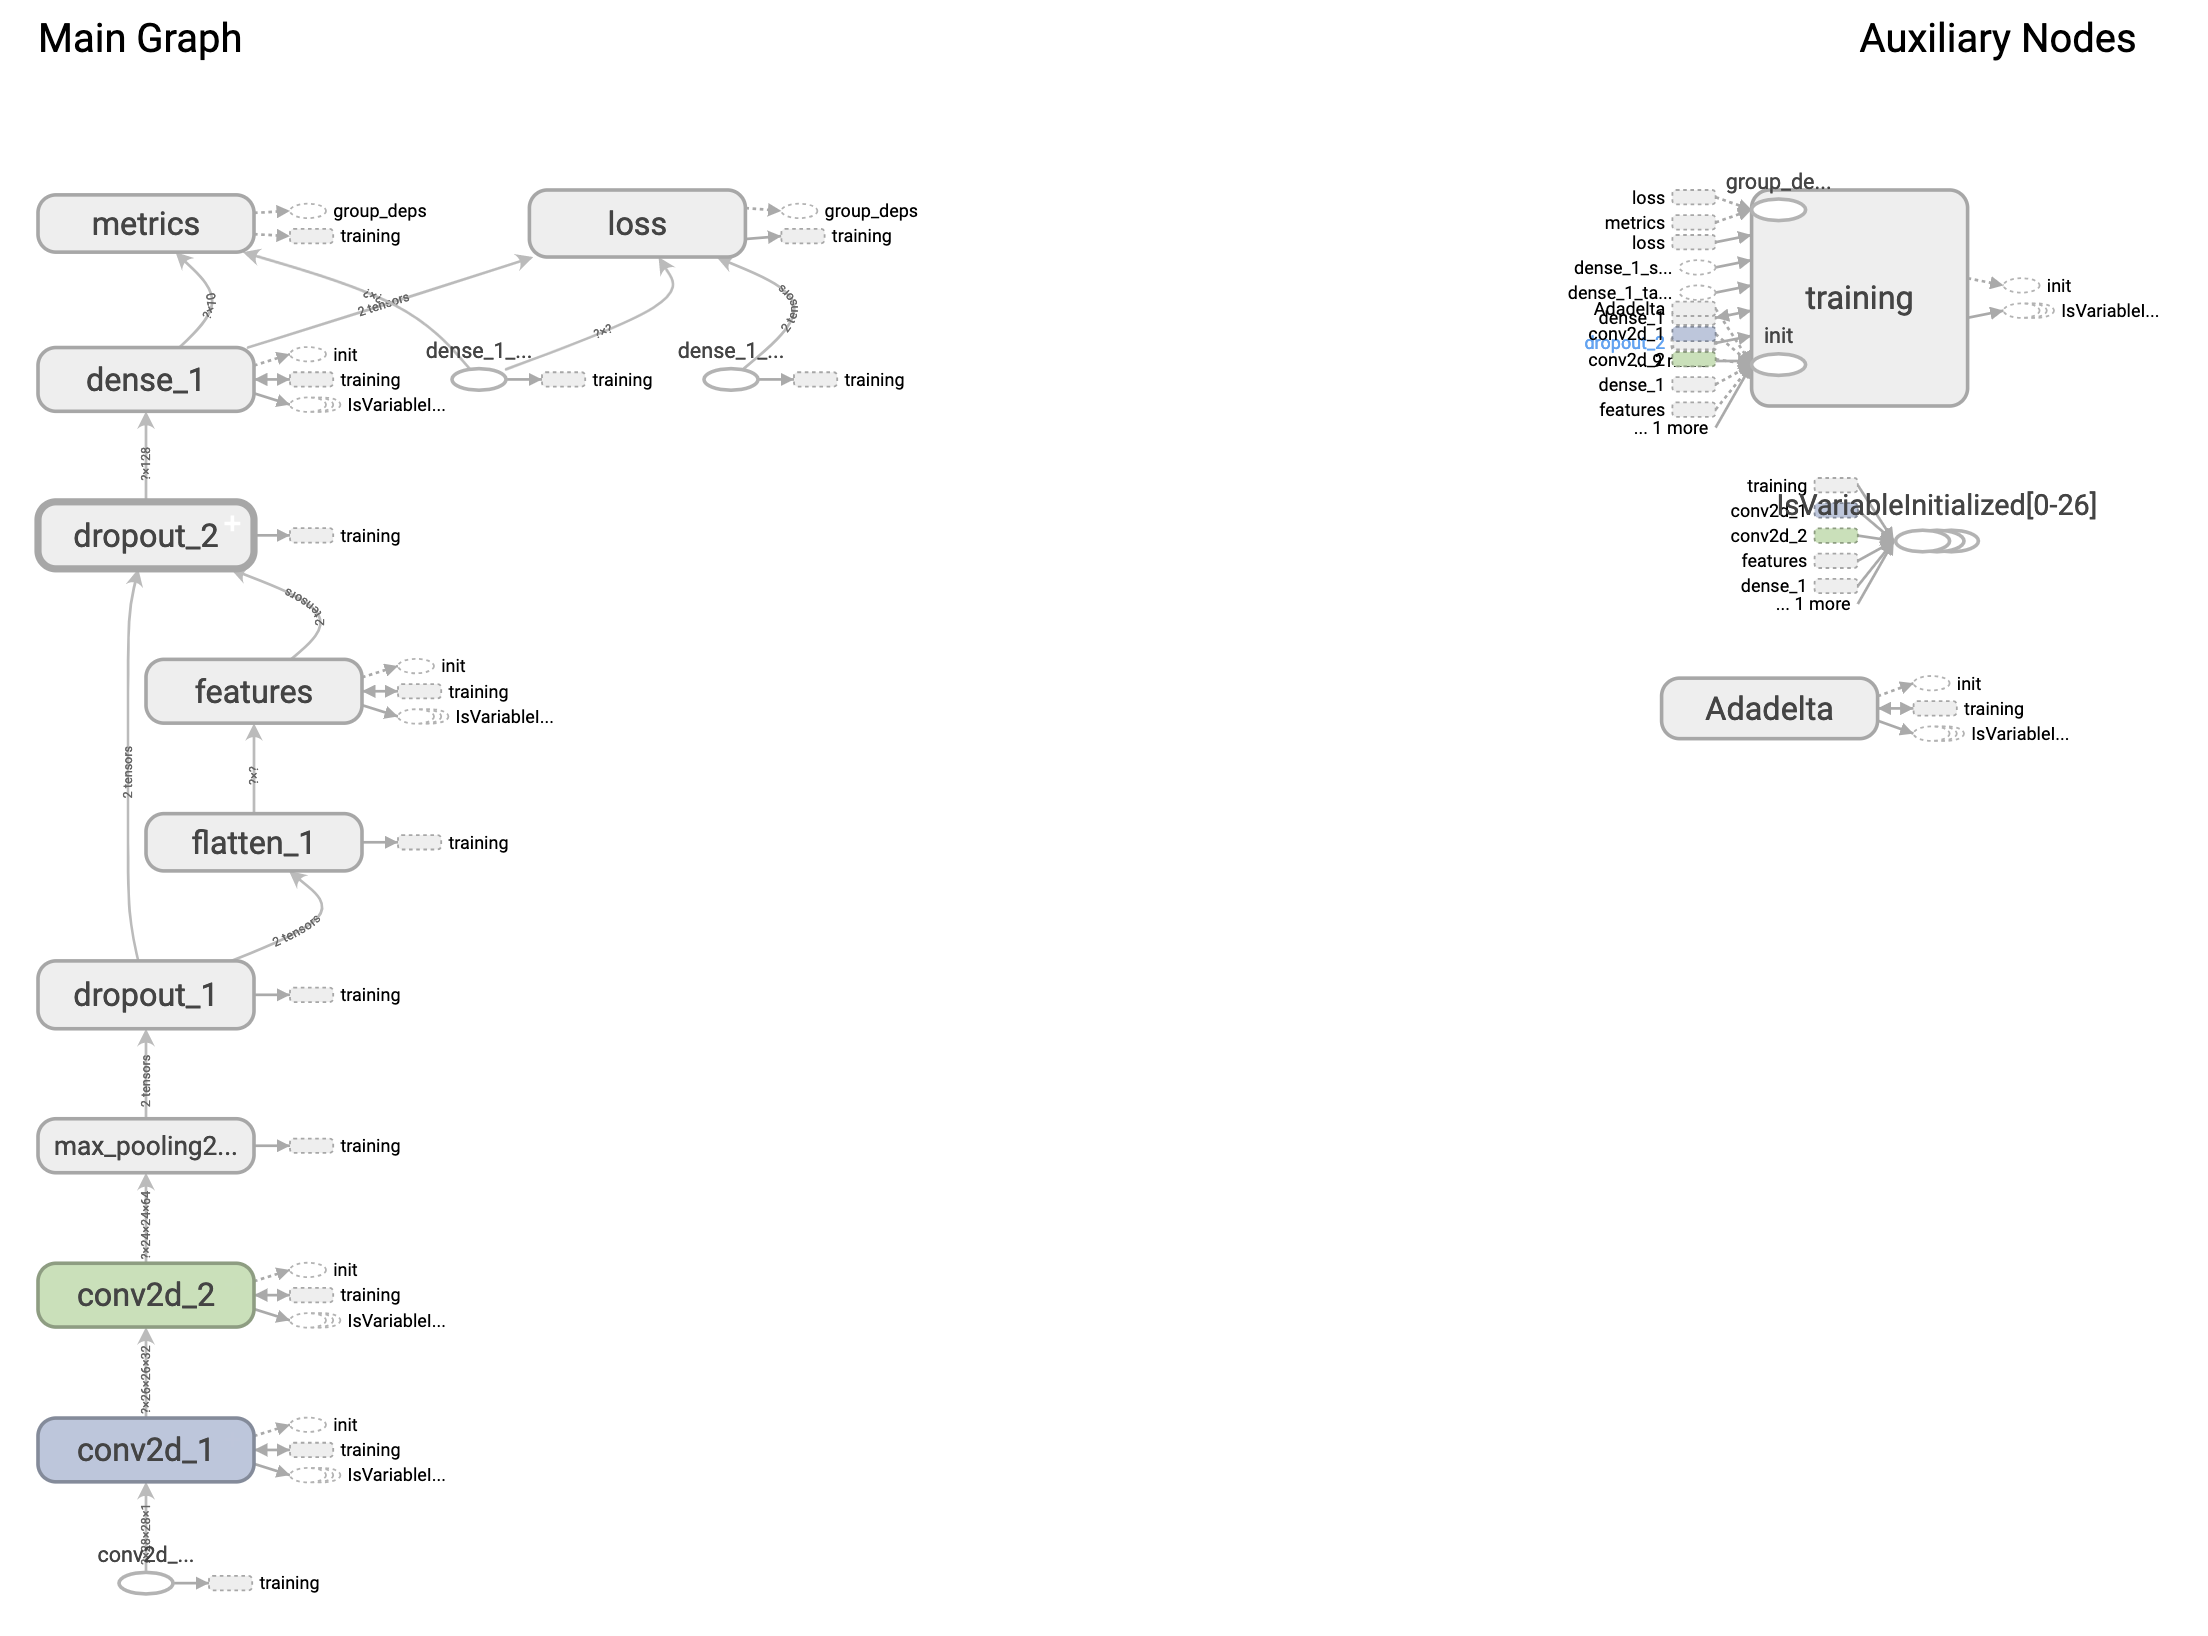 Main Graph
Auxiliary Nodes
metrics
group_deps
training
loss
group_deps
training
?×10
2 tensors
?×?
?×?
2 tensors
dense_1
init
training
IsVariableI...
dense_1_...
training
dense_1_...
training
?×128
dropout_2
training
2 tensors
features
init
training
IsVariableI...
2 tensors
?×?
flatten_1
training
2 tensors
dropout_1
training
2 tensors
max_pooling2...
training
?×24×24×64
conv2d_2
init
training
IsVariableI...
?×26×26×32
conv2d_1
init
training
IsVariableI...
?×28×28×1
conv2d_...
training
group_de...
loss
metrics
loss
dense_1_s...
dense_1_ta...
Adadelta
dense_1
conv2d_1
dropout_2
conv2d_2
dense_1
features
... 1 more
training
init
init
IsVariableI...
training
IsVariableInitialized[0-26]
conv2d_1
conv2d_2
features
dense_1
... 1 more
Adadelta
init
training
IsVariableI...